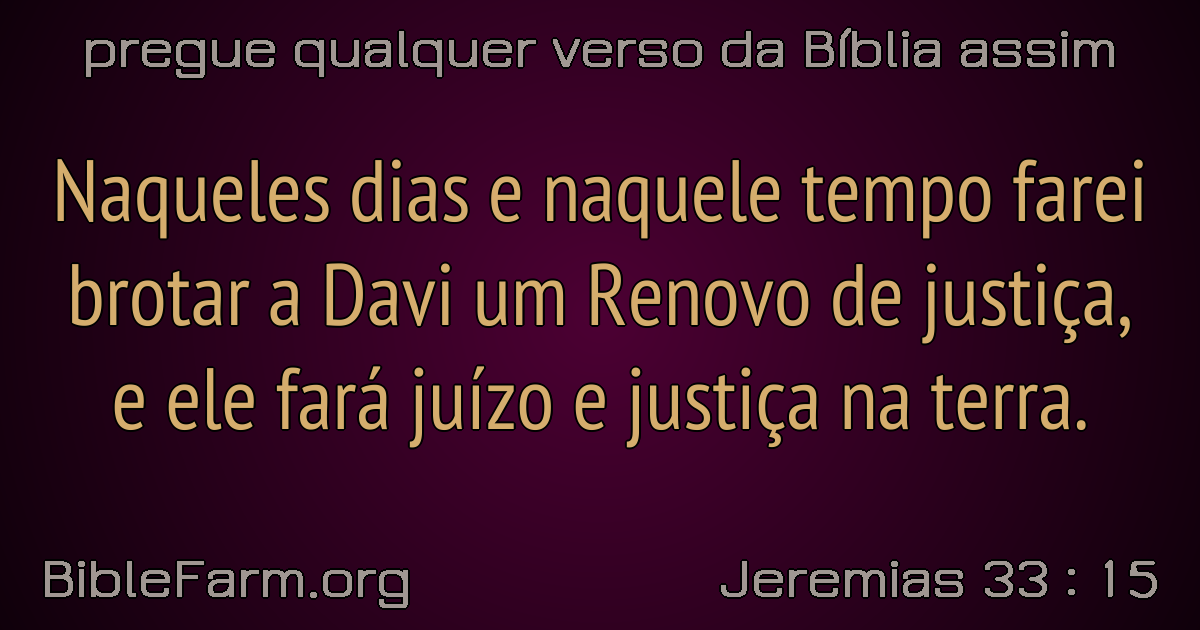 pregue qualquer verso da Bíblia assim
Naqueles dias e naquele tempo farei
brotar a Davi um Renovo de justiça,
e ele fará juízo e justiça na terra.
BibleFarm.org
Jeremias 33 : 15